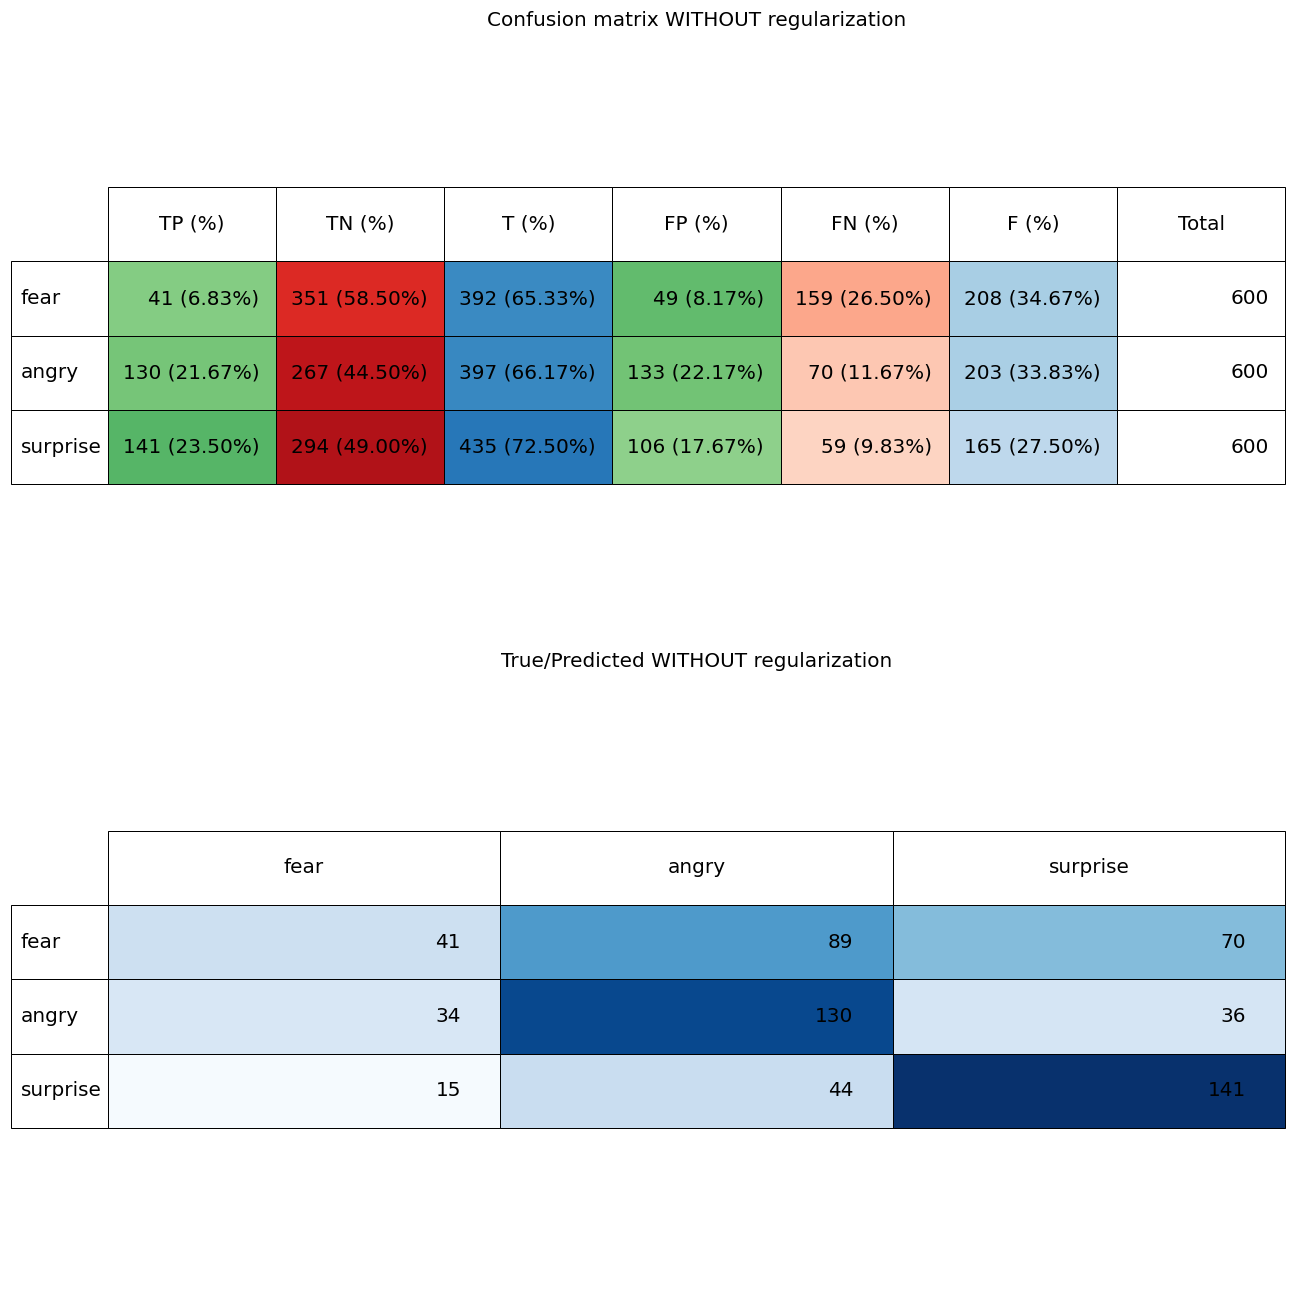 Confusion matrix WITHOUT regularization
TP (%) TN (%) T (%) FP (%) FN (%) F (%) Total
fear 41 (6.83%) 351 (58.50%) 392 (65.33%) 49 (8.17%) 159 (26.50%) 208 (34.67%) 600
angry 130 (21.67%) 267 (44.50%) 397 (66.17%) 133 (22.17%) 70 (11.67%) 203 (33.83%) 600
surprise 141 (23.50%) 294 (49.00%) 435 (72.50%) 106 (17.67%) 59 (9.83%) 165 (27.50%) 600
True/Predicted WITHOUT regularization
fear angry surprise
fear 41 89 70
angry 34 130 36
surprise 15 44 141